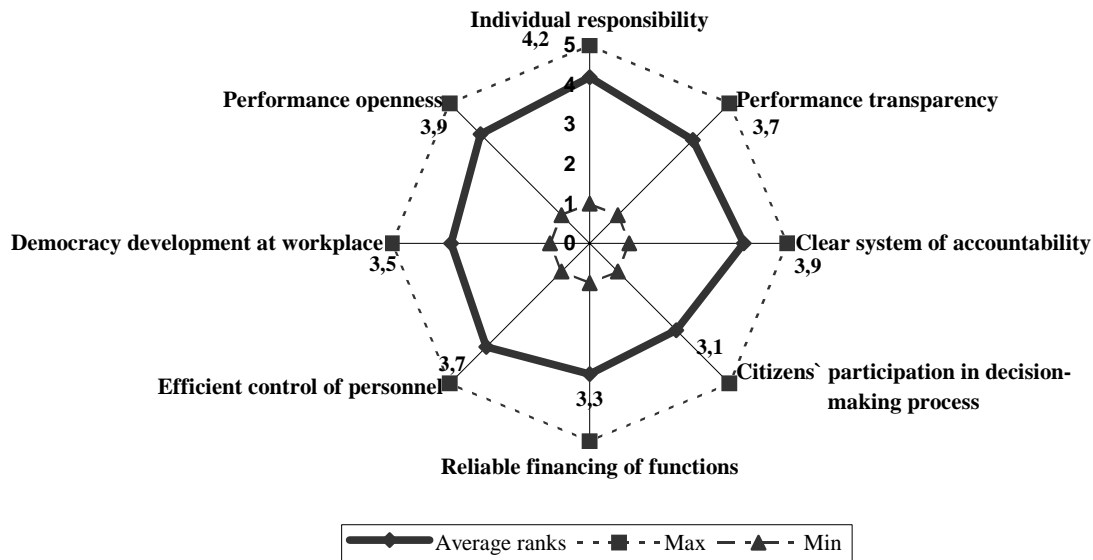 Individual responsibility
4,2
5
Performance openness
4
Performance transparency
3,9
3
3,7
2
1
Democracy development at workplace
0
Clear system of accountability
3,5
3,9
3,1
3,7
Efficient control of personnel
Citizens` participation in decision-
making process
3,3
Reliable financing of functions
Average ranks
Max
Min